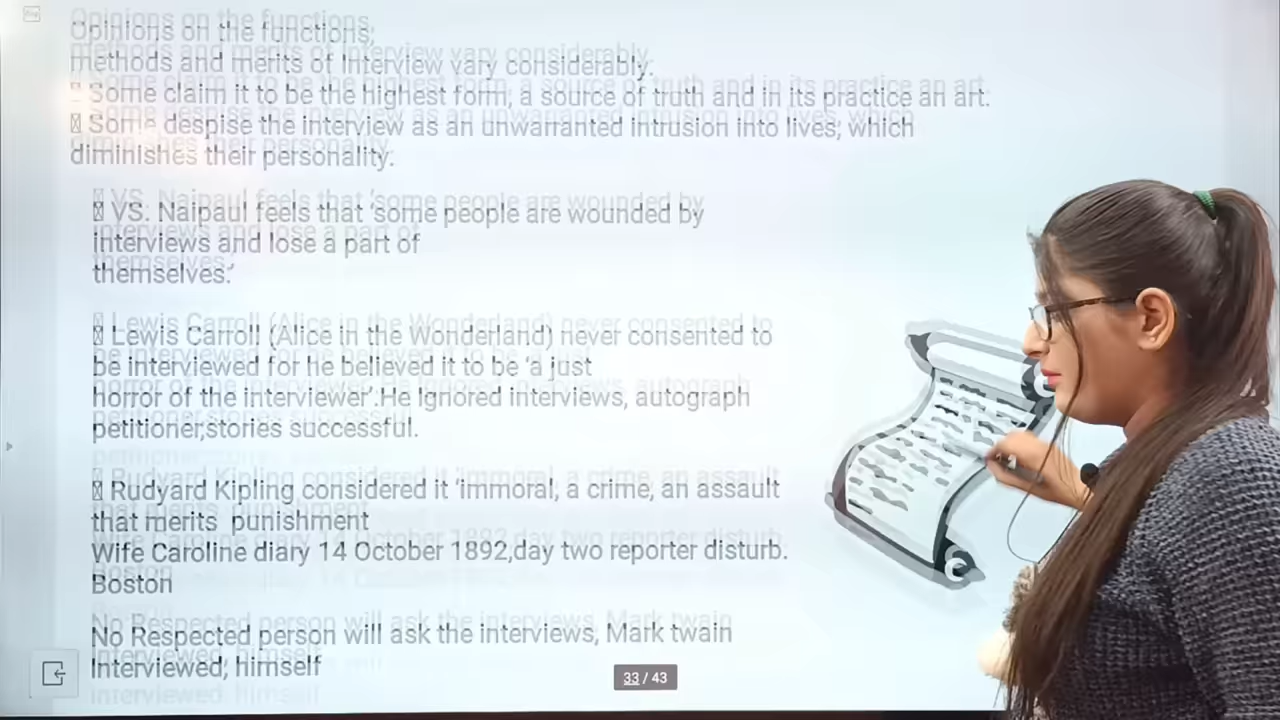 Opinions on the functions,
methods and merits of Interview vary considerably.
Some claim it to be the highest form, a source of truth and in its practice an art.
Some despise the interview as an unwarranted intrusion into lives, which
diminishes their personality.
VS. Naipaul feels that 'some people are wounded by
interviews and lose a part of
themselves.'
Lewis Carroll (Alice in the Wonderland) never consented to
be interviewed for he believed it to be 'a just
horror of the interviewer'.He Ignored interviews, autograph
petitioner,stories successful.
Rudyard Kipling considered it 'immoral, a crime, an assault
that merits punishment
Wife Caroline diary 14 October 1892,day two reporter disturb.
Boston
No Respected person will ask the interviews, Mark twain
Interviewed, himself
33 / 43